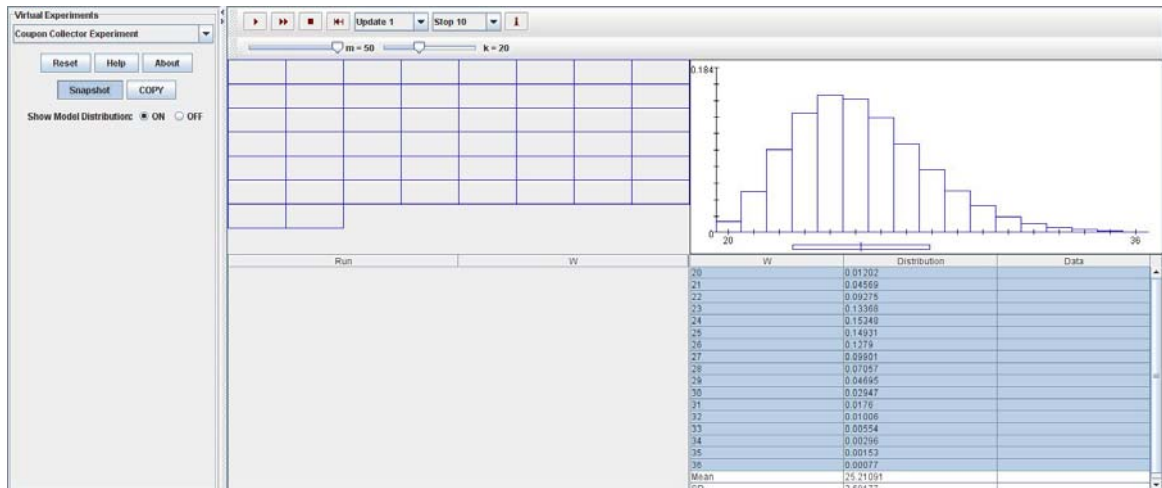 Virtual Experiments
Coupon Collector Experiment
Reset Help About
Snapshot COPY
Show Model Distribution: ON OFF
Update 1 Stop 10
m = 50 k = 20
0.184
0
20 36
Run W
W Distribution Data
20 0.01202
21 0.04569
22 0.09275
23 0.13368
24 0.15348
25 0.14931
26 0.1279
27 0.09901
28 0.07057
29 0.04695
30 0.02947
31 0.0176
32 0.01006
33 0.00554
34 0.00296
35 0.00153
36 0.00077
Mean 25.21091